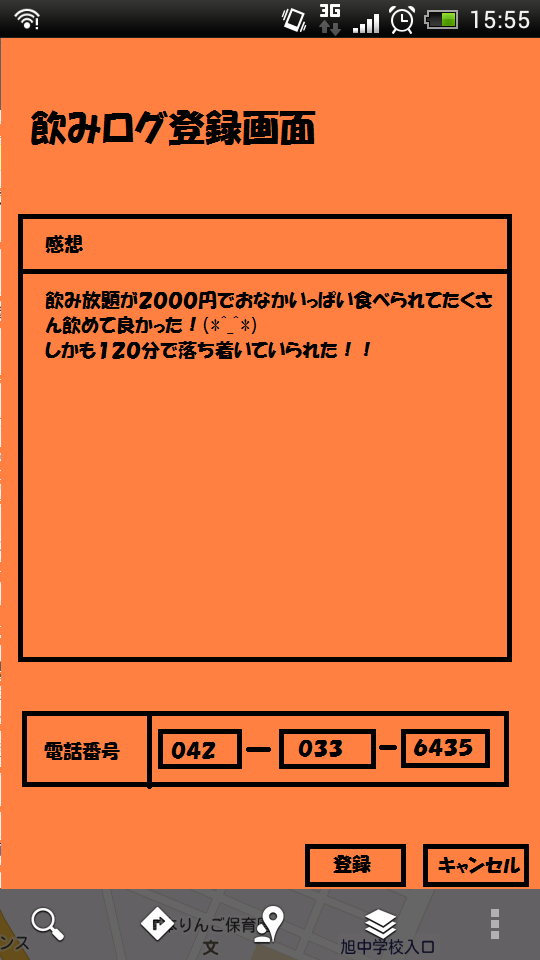 3G 15:55
飲みログ登録画面
感想
飲み放題が2000円でおなかいっぱい食べられてたくさ
ん飲めて良かった！(*^_^*)
しかも120分で落ち着いていられた！！
電話番号 042 ー 033 ー 6435
登録 キャンセル
りんご保育
ンス 文 旭中学校入口